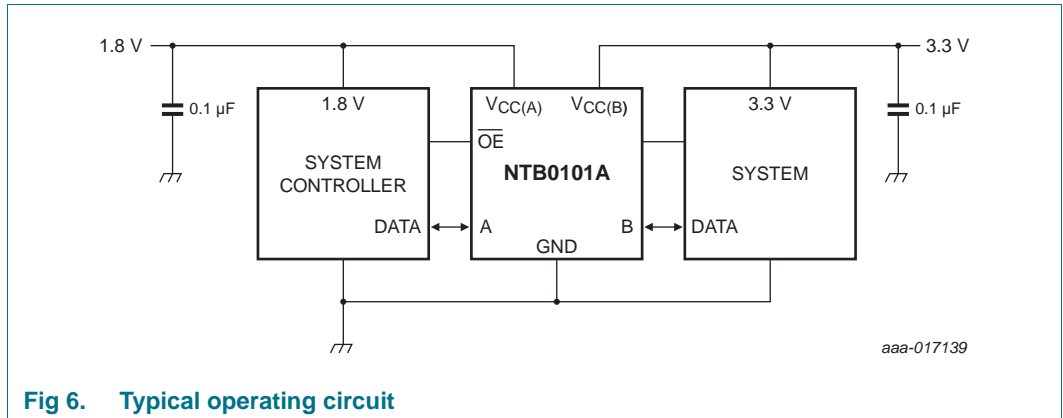 1.8 V
3.3 V
0.1 µF
1.8 V
VCC(A)
VCC(B)
3.3 V
0.1 µF
OE
SYSTEM
CONTROLLER
NTB0101A
SYSTEM
DATA
A
B
DATA
GND
aaa-017139
Fig 6. Typical operating circuit